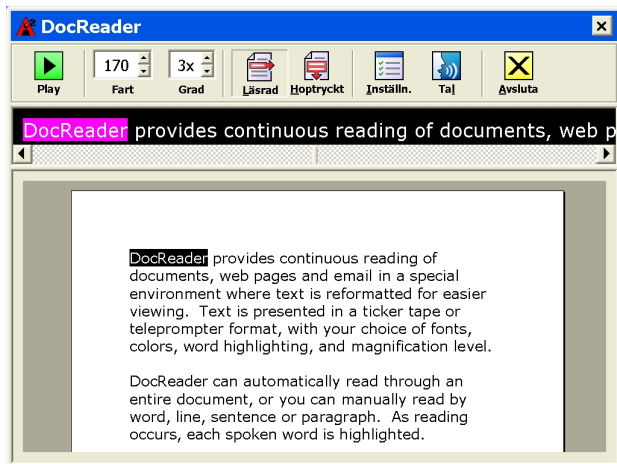 DocReader
170
3x
Play
Fart
Grad
Läsrad
Hoptryckt
Inställn.
Tal
Avsluta
DocReader provides continuous reading of documents, web p
DocReader provides continuous reading of
documents, web pages and email in a special
environment where text is reformatted for easier
viewing.  Text is presented in a ticker tape or
teleprompter format, with your choice of fonts,
colors, word highlighting, and magnification level.
DocReader can automatically read through an
entire document, or you can manually read by
word, line, sentence or paragraph.  As reading
occurs, each spoken word is highlighted.